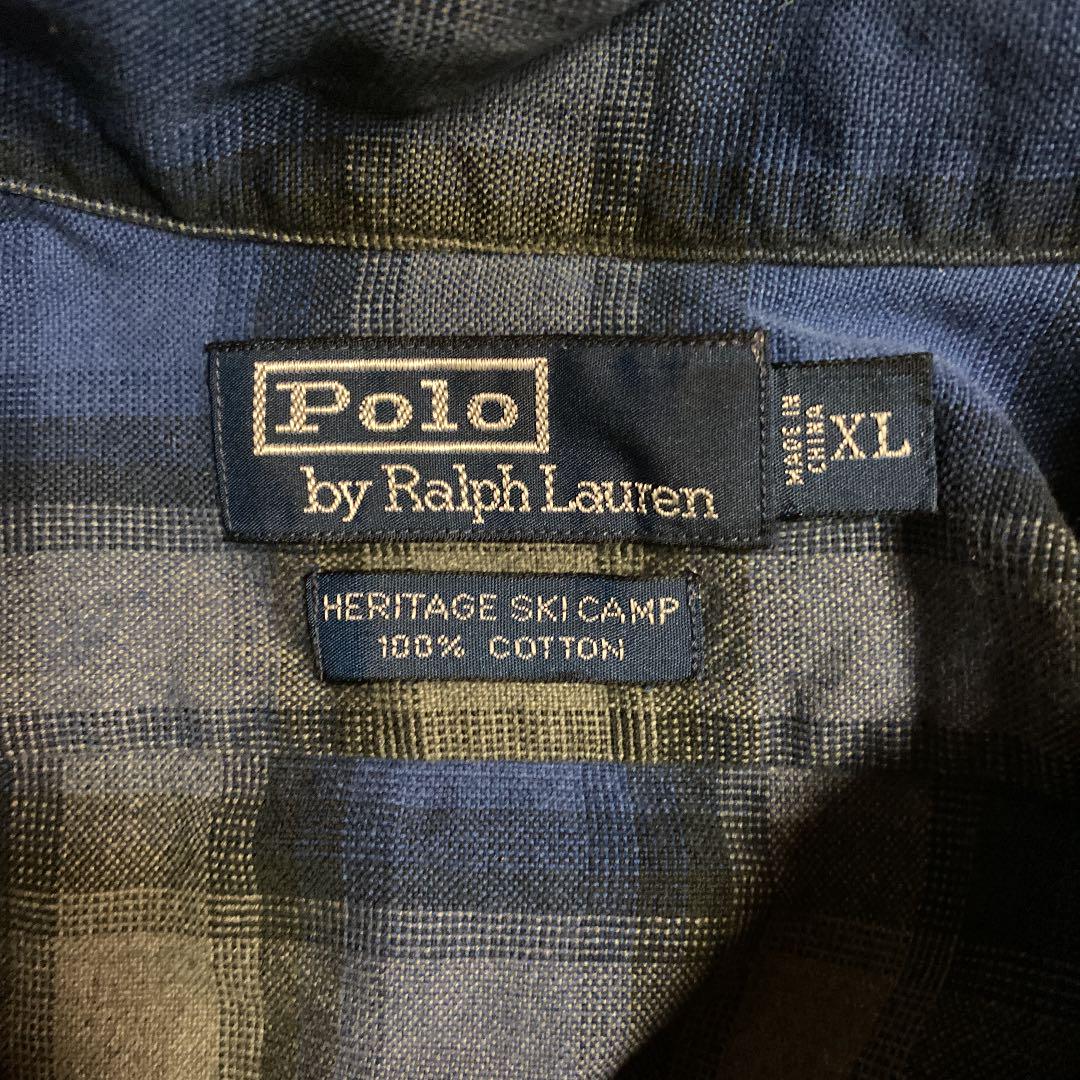 Polo
by Ralph Lauren
MADE IN
CHINA
XL
HERITAGE SKI CAMP
100% COTTON